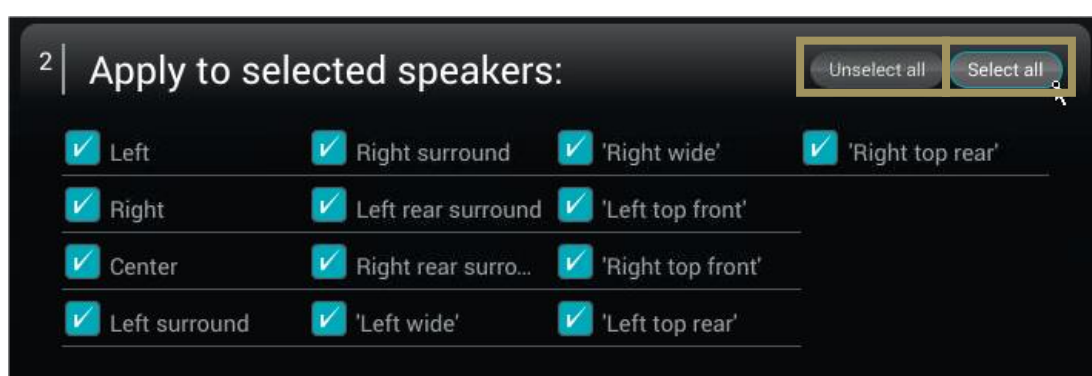 2 Apply to selected speakers: Unselect all Select all
Left Right surround 'Right wide' 'Right top rear'
Right Left rear surround 'Left top front'
Center Right rear surro... 'Right top front'
Left surround 'Left wide' 'Left top rear'